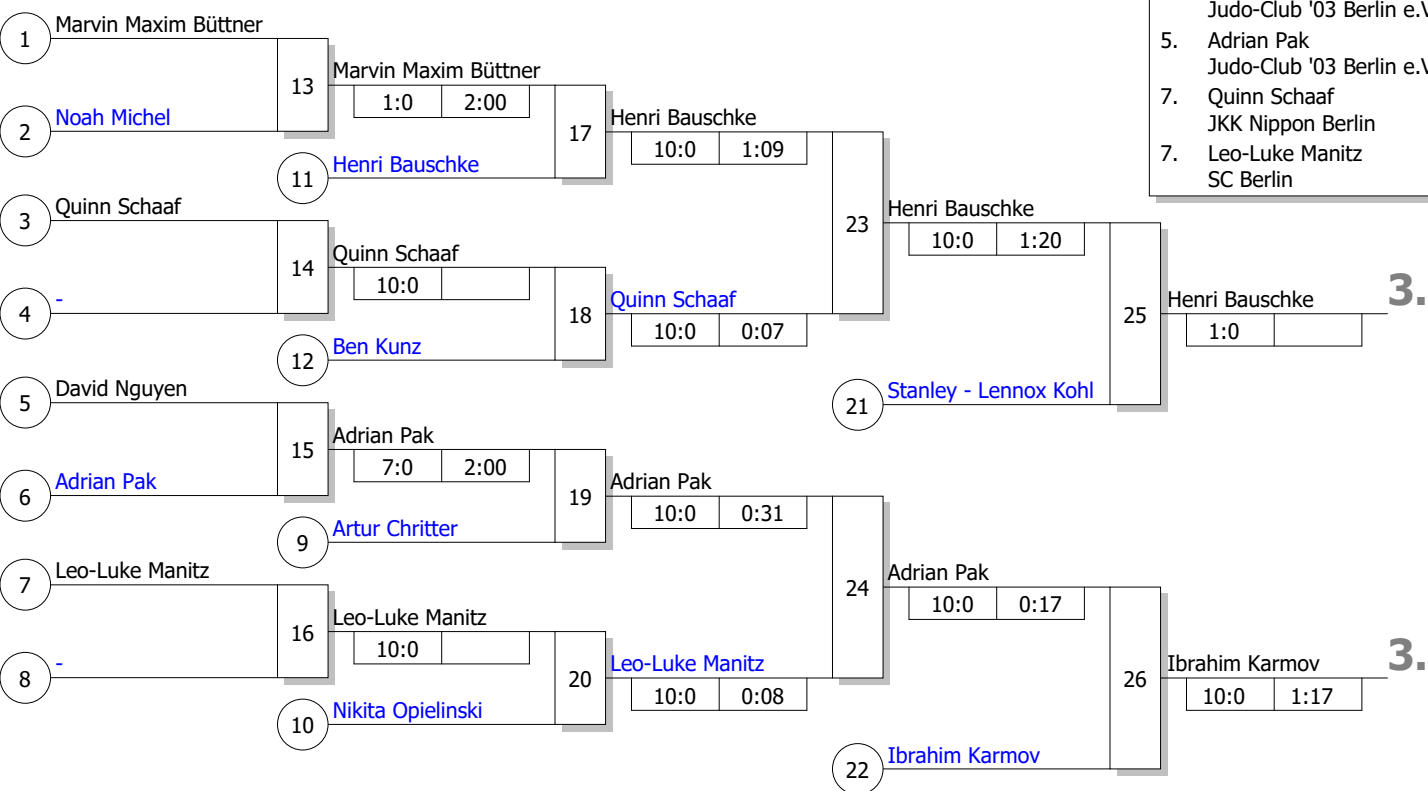 Judo-Club '03 Berlin e.V
5. Adrian Pak
Judo-Club '03 Berlin e.V
7. Quinn Schaaf
JKK Nippon Berlin
7. Leo-Luke Manitz
SC Berlin
1 Marvin Maxim Büttner
2 Noah Michel
13 Marvin Maxim Büttner
1:0 2:00
11 Henri Bauschke
17 Henri Bauschke
10:0 1:09
3 Quinn Schaaf
4 -
14 Quinn Schaaf
10:0
12 Ben Kunz
18 Quinn Schaaf
10:0 0:07
23 Henri Bauschke
10:0 1:20
21 Stanley - Lennox Kohl
25 Henri Bauschke 3.
1:0
5 David Nguyen
6 Adrian Pak
15 Adrian Pak
7:0 2:00
9 Artur Chritter
19 Adrian Pak
10:0 0:31
7 Leo-Luke Manitz
8 -
16 Leo-Luke Manitz
10:0
10 Nikita Opielinski
20 Leo-Luke Manitz
10:0 0:08
24 Adrian Pak
10:0 0:17
22 Ibrahim Karmov
26 Ibrahim Karmov 3.
10:0 1:17